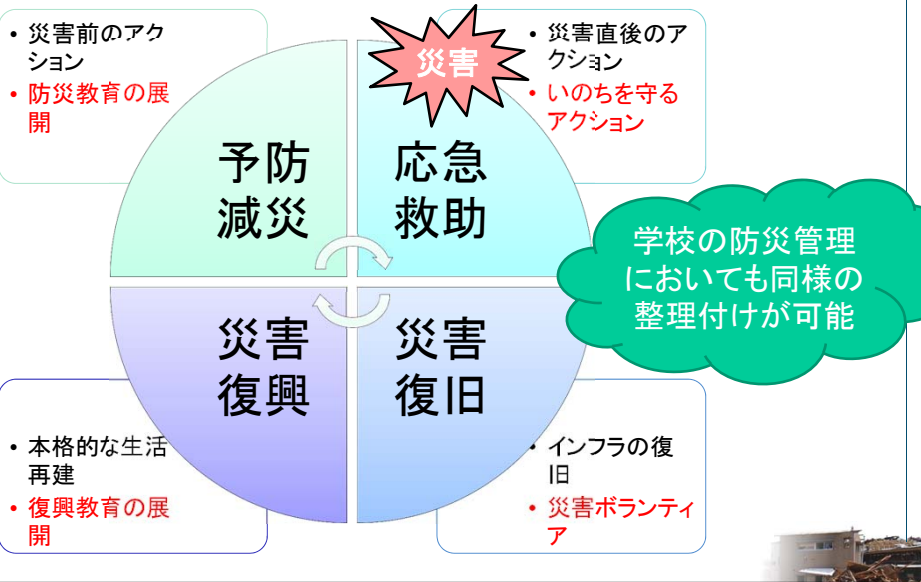 • 災害前のアク
ション
• 防災教育の展
開
災害
• 災害直後のア
クション
• いのちを守る
アクション
予防
減災
応急
救助
学校の防災管理
においても同様の
整理付けが可能
災害
復興
災害
復旧
• 本格的な生活
再建
• 復興教育の展
開
• インフラの復
旧
• 災害ボランティ
ア